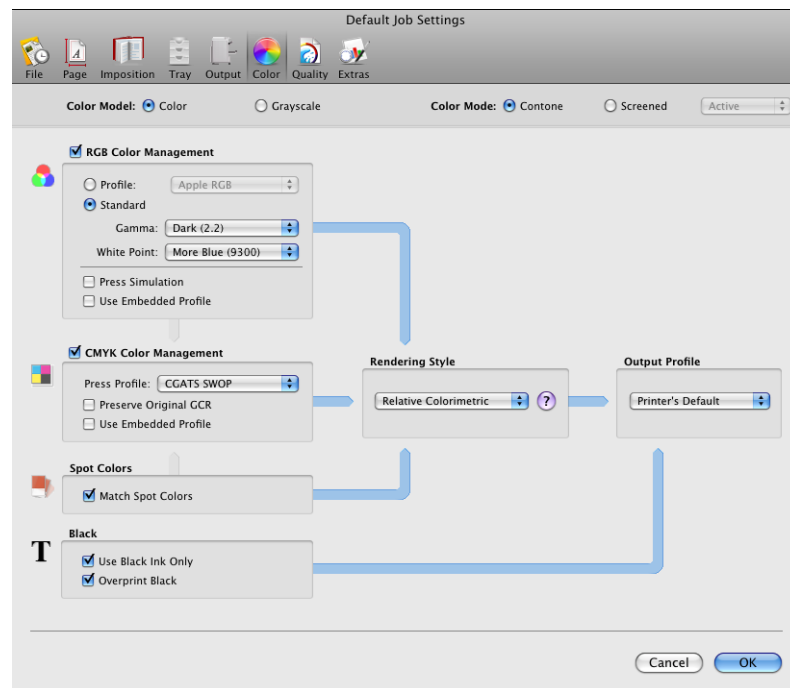 Default Job Settings
A
File Page Imposition Tray Output Color Quality Extras
Color Model: Color Grayscale Color Mode: Contone Screened Active
RGB Color Management
Profile: Apple RGB
Standard
Gamma: Dark (2.2)
White Point: More Blue (9300)
Press Simulation
Use Embedded Profile
CMYK Color Management
Press Profile: CGATS SWOP
Preserve Original GCR
Use Embedded Profile
Rendering Style
Relative Colorimetric ?
Output Profile
Printer's Default
Spot Colors
Match Spot Colors
Black
T
Use Black Ink Only
Overprint Black
Cancel OK